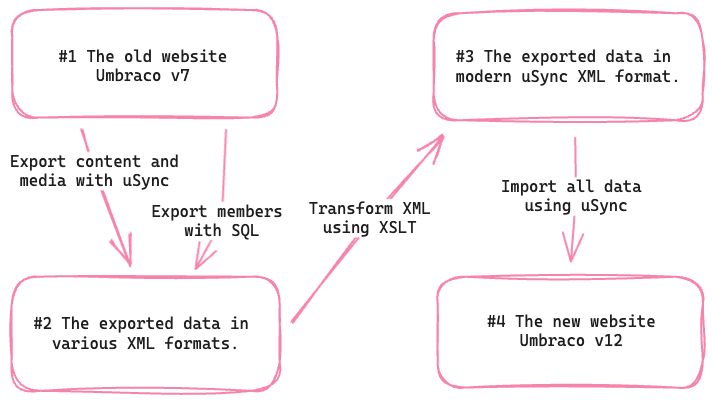 #1 The old website
Umbraco v7
Export content and
media with uSync
Export members
with SQL
#2 The exported data in
various XML formats.
Transform XML
using XSLT
#3 The exported data in
modern uSync XML format.
Import all data
using uSync
#4 The new website
Umbraco v12